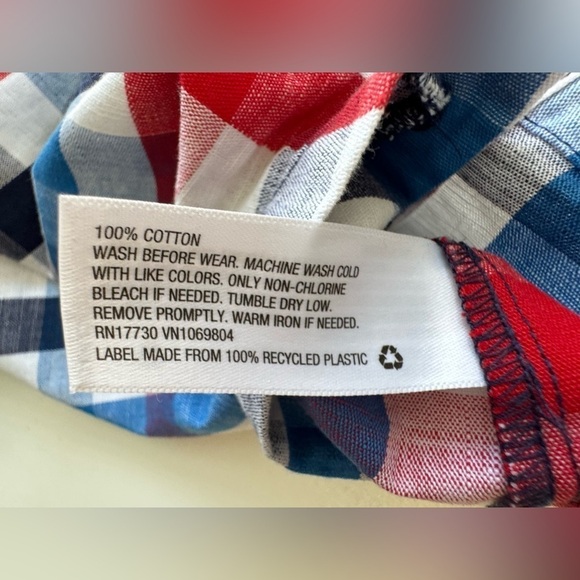 100% COTTON
WASH BEFORE WEAR. MACHINE WASH COLD
WITH LIKE COLORS. ONLY NON-CHLORINE
BLEACH IF NEEDED. TUMBLE DRY LOW.
REMOVE PROMPTLY. WARM IRON IF NEEDED.
RN17730 VN1069804
LABEL MADE FROM 100% RECYCLED PLASTIC